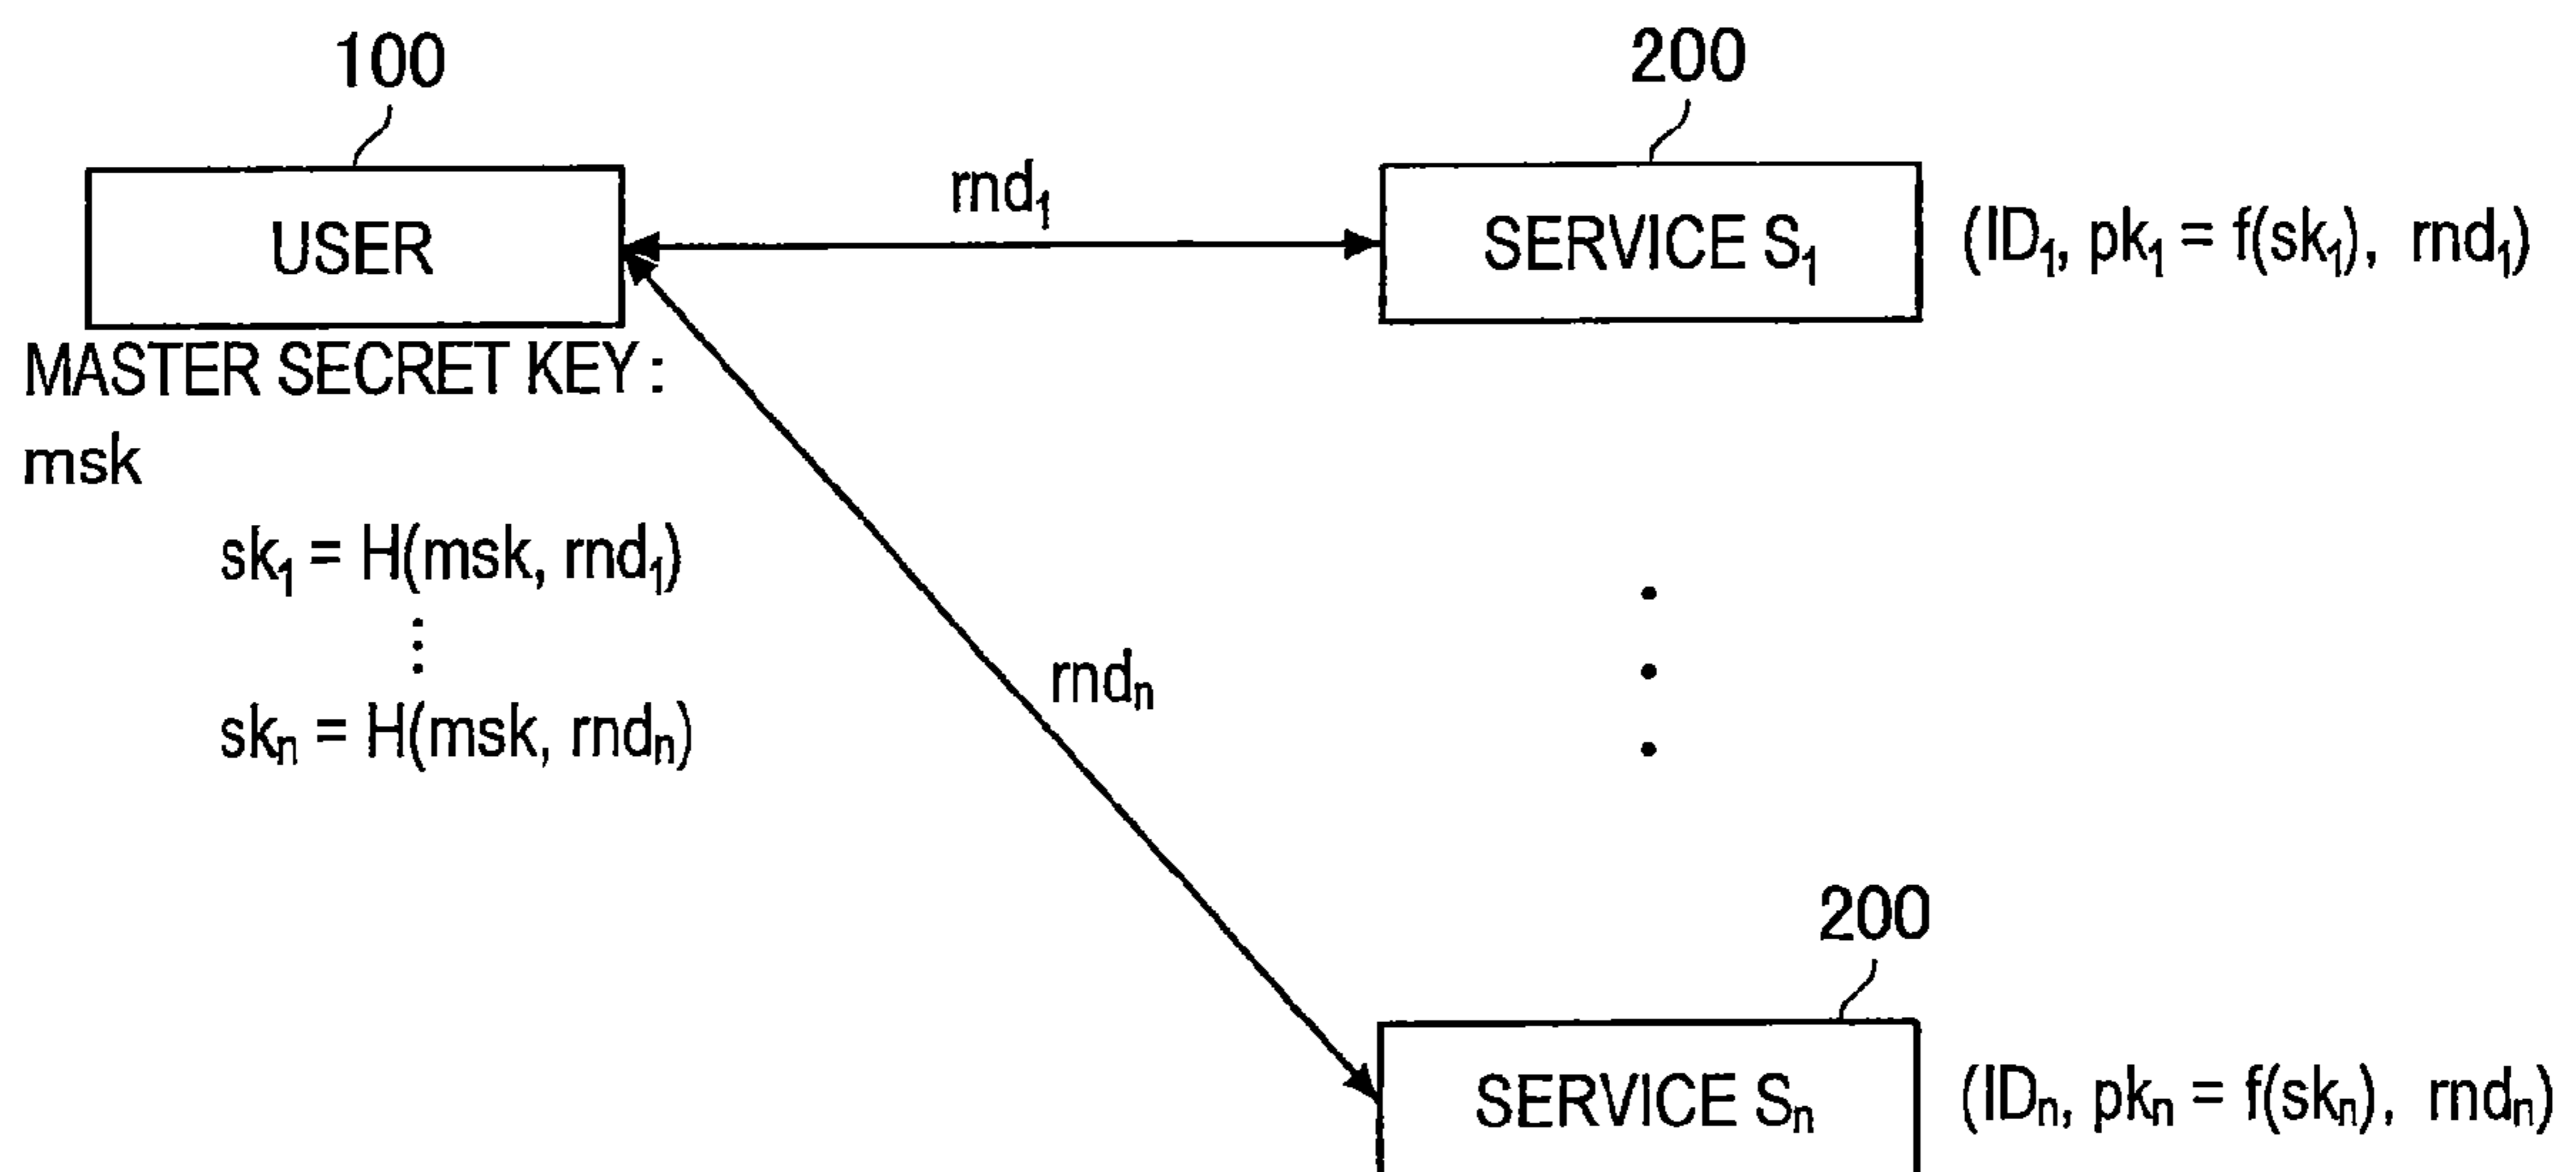 100
200
USER
rnd₁
SERVICE S₁
(ID₁, pk₁ = f(sk₁), rnd₁)
MASTER SECRET KEY:
msk
sk₁ = H(msk, rnd₁)
⋮
skₙ = H(msk, rndₙ)
rndₙ
200
SERVICE Sₙ
(IDₙ, pkₙ = f(skₙ), rndₙ)